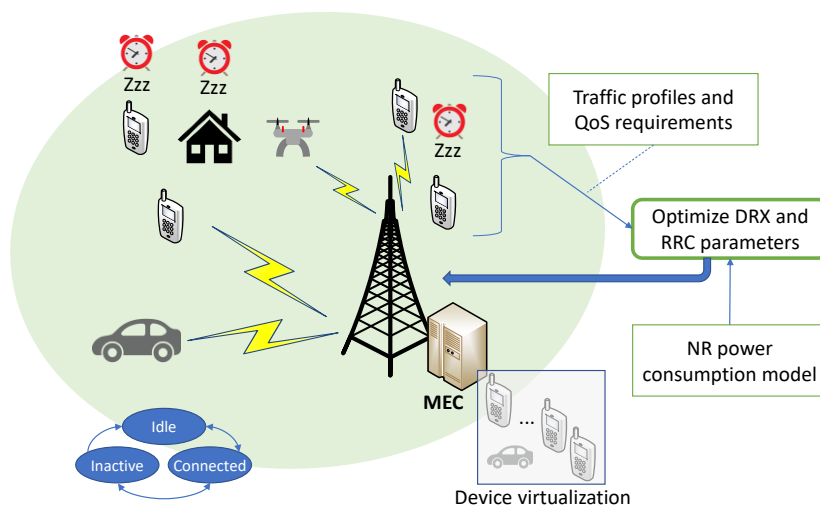 Zzz
Zzz
Zzz
Traffic profiles and
QoS requirements
Optimize DRX and
RRC parameters
NR power
consumption model
MEC
...
Idle
Inactive
Connected
Device virtualization